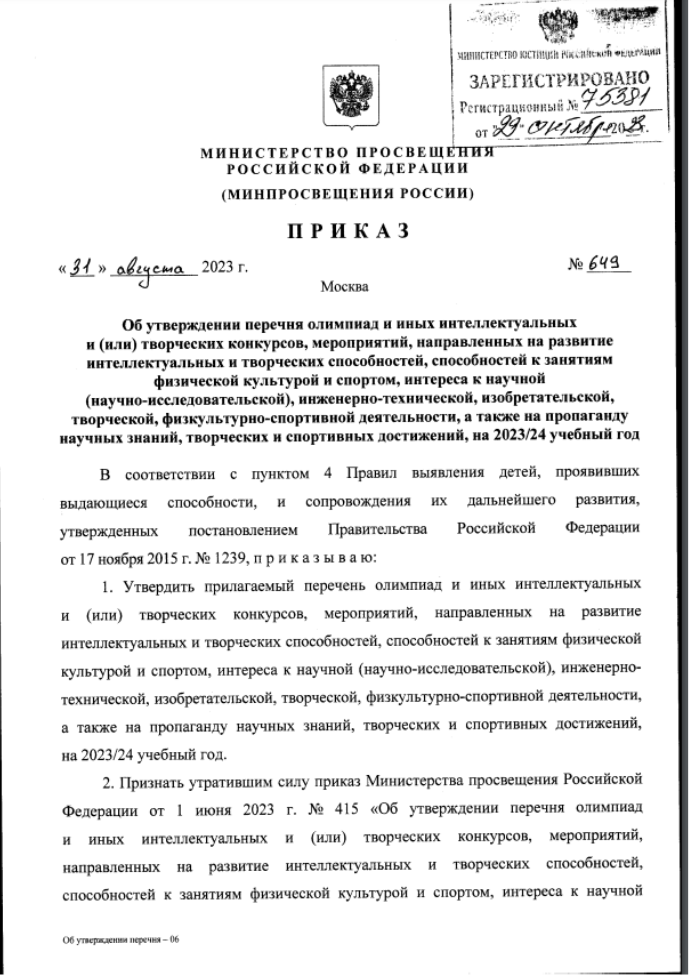 МИНИСТЕРСТВО ЮСТИЦИИ РОССИЙСКОЙ ФЕДЕРАЦИИ
ЗАРЕГИСТРИРОВАНО
Регистрационный № 75381
от "29" октября 20 г.
МИНИСТЕРСТВО ПРОСВЕЩЕНИЯ
РОССИЙСКОЙ ФЕДЕРАЦИИ
(МИНПРОСВЕЩЕНИЯ РОССИИ)
ПРИКАЗ
« 31 » августа 2023 г.
№ 649
Москва
Об утверждении перечня олимпиад и иных интеллектуальных
и (или) творческих конкурсов, мероприятий, направленных на развитие
интеллектуальных и творческих способностей, способностей к занятиям
физической культурой и спортом, интереса к научной
(научно-исследовательской), инженерно-технической, изобретательской,
творческой, физкультурно-спортивной деятельности, а также на пропаганду
научных знаний, творческих и спортивных достижений, на 2023/24 учебный год
В соответствии с пунктом 4 Правил выявления детей, проявивших
выдающиеся способности, и сопровождения их дальнейшего развития,
утвержденных постановлением Правительства Российской Федерации
от 17 ноября 2015 г. № 1239, п р и к а з ы в а ю:
1. Утвердить прилагаемый перечень олимпиад и иных интеллектуальных
и (или) творческих конкурсов, мероприятий, направленных на развитие
интеллектуальных и творческих способностей, способностей к занятиям физической
культурой и спортом, интереса к научной (научно-исследовательской), инженерно-
технической, изобретательской, творческой, физкультурно-спортивной деятельности,
а также на пропаганду научных знаний, творческих и спортивных достижений,
на 2023/24 учебный год.
2. Признать утратившим силу приказ Министерства просвещения Российской
Федерации от 1 июня 2023 г. № 415 «Об утверждении перечня олимпиад
и иных интеллектуальных и (или) творческих конкурсов, мероприятий,
направленных на развитие интеллектуальных и творческих способностей,
способностей к занятиям физической культурой и спортом, интереса к научной
Об утверждении перечня – 06